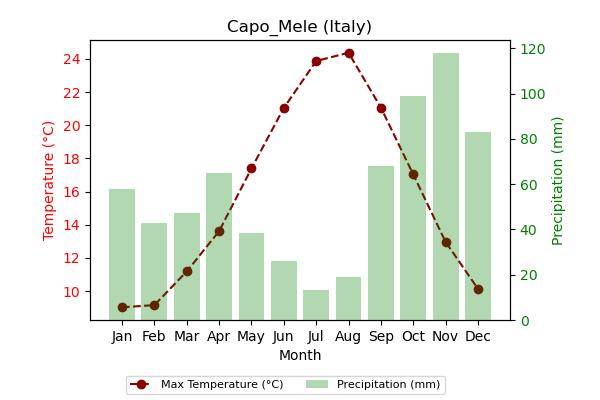 Capo_Mele (Italy)
Temperature (°C)
24
22
20
18
16
14
12
10
120
100
80
60
40
20
0
Precipitation (mm)
Jan Feb Mar Apr May Jun Jul Aug Sep Oct Nov Dec
Month
Max Temperature (°C) Precipitation (mm)